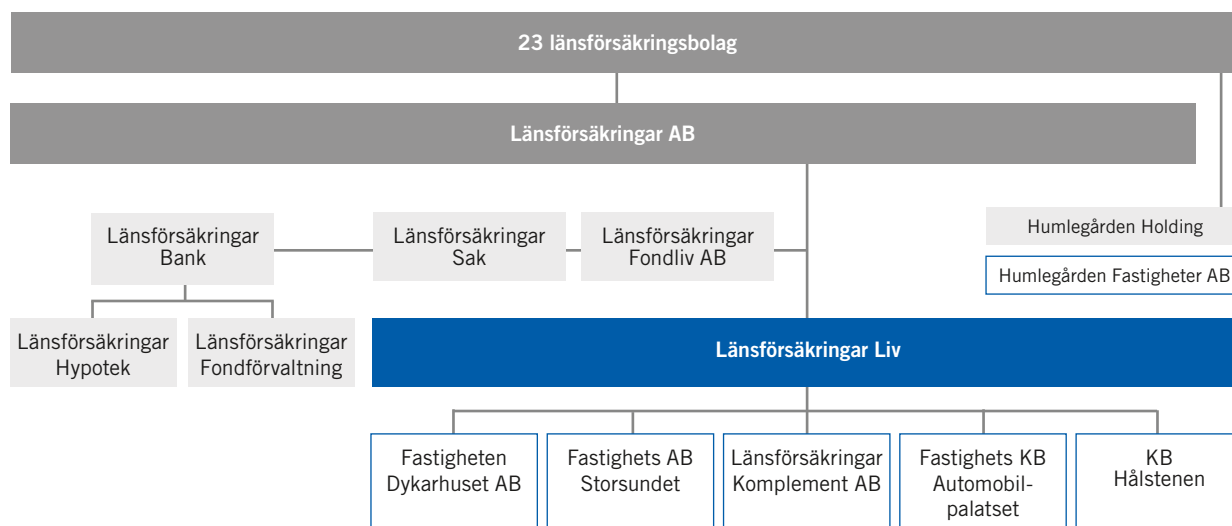 23 länsförsäkringsbolag
Länsförsäkringar AB
Länsförsäkringar
Bank
Länsförsäkringar
Sak
Länsförsäkringar
Fondliv AB
Humlegården Holding
Humlegården Fastigheter AB
Länsförsäkringar
Hypotek
Länsförsäkringar
Fondförvaltning
Länsförsäkringar Liv
Fastigheten
Dykarhuset AB
Fastighets AB
Storsundet
Länsförsäkringar
Komplement AB
Fastighets KB
Automobil-
palatset
KB
Hålstenen